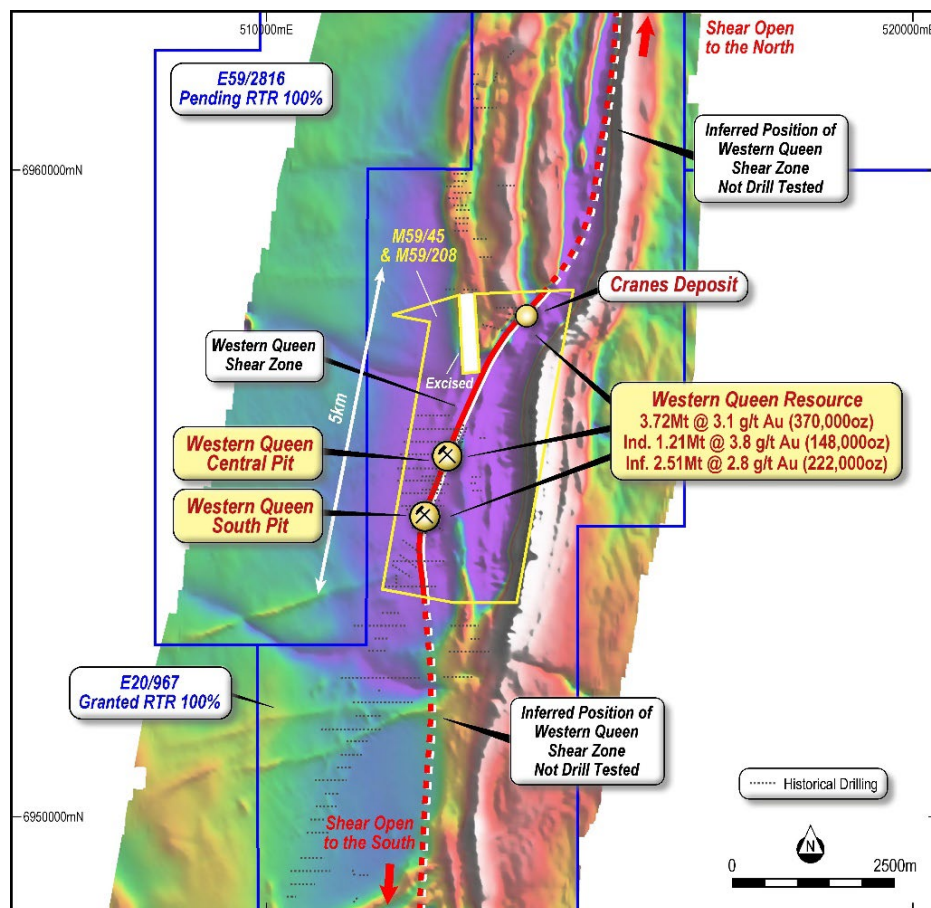 510000mE
520000mE
Shear Open
to the North
E59/2816
Pending RTR 100%
Inferred Position of
Western Queen
Shear Zone
Not Drill Tested
6960000mN
M59/45
& M59/208
Cranes Deposit
Western Queen
Shear Zone
Excised
5km
Western Queen Resource
3.72Mt @ 3.1 g/t Au (370,000oz)
Ind. 1.21Mt @ 3.8 g/t Au (148,000oz)
Inf. 2.51Mt @ 2.8 g/t Au (222,000oz)
Western Queen
Central Pit
Western Queen
South Pit
E20/967
Granted RTR 100%
Inferred Position of
Western Queen
Shear Zone
Not Drill Tested
Historical Drilling
6950000mN
Shear Open
to the South
N
0
2500m